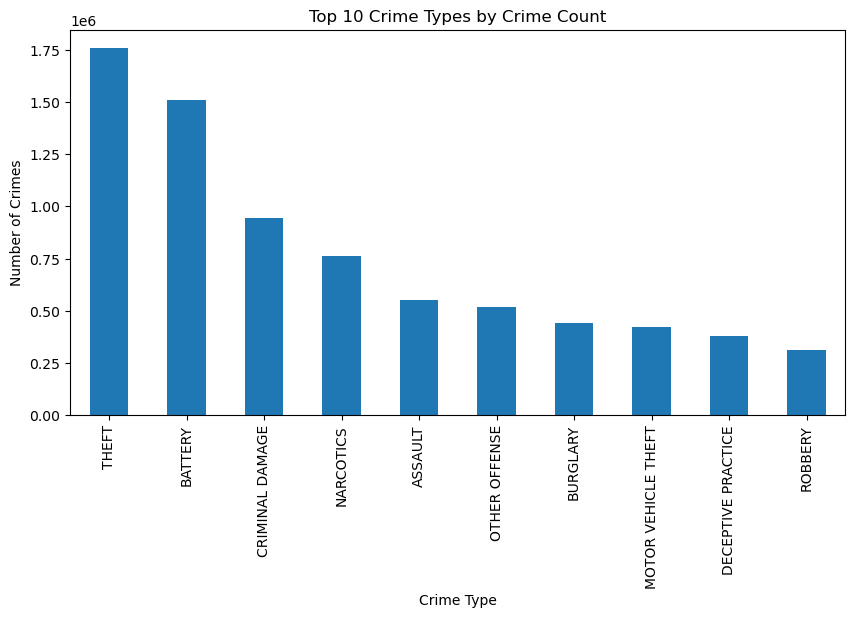 Top 10 Crime Types by Crime Count
1e6
Number of Crimes
1.75
1.50
1.25
1.00
0.75
0.50
0.25
0.00
THEFT
BATTERY
CRIMINAL DAMAGE
NARCOTICS
ASSAULT
OTHER OFFENSE
BURGLARY
MOTOR VEHICLE THEFT
DECEPTIVE PRACTICE
ROBBERY
Crime Type